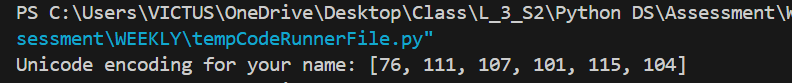 PS C:\Users\VICTUS\OneDrive\Desktop\Class\L_3_S2\Python DS\Assessment\W
sessment\WEEKLY\tempCodeRunnerFile.py"
Unicode encoding for your name: [76, 111, 107, 101, 115, 104]